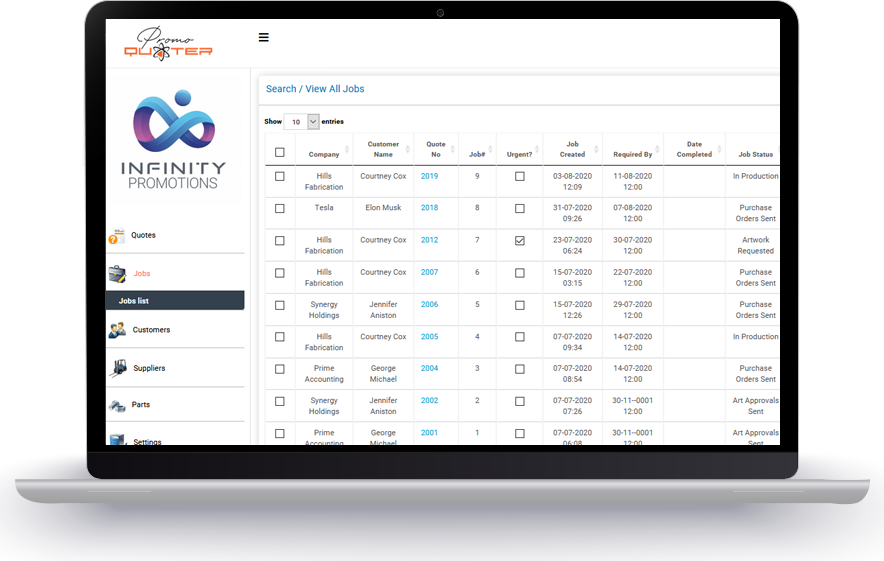 Promo
QUOTER
Search / View All Jobs
INFINITY
PROMOTIONS
Quotes
Jobs
Jobs list
Customers
Suppliers
Parts
Settings
Show 10 entries
Company Customer Name Quote No Job# Urgent? Job Created Required By Date Completed Job Status
Hills Fabrication Courtney Cox 2019 9 03-08-2020 12:09 11-08-2020 12:00 In Production
Tesla Elon Musk 2018 8 31-07-2020 09:26 07-08-2020 12:00 Purchase Orders Sent
Hills Fabrication Courtney Cox 2012 7 23-07-2020 06:24 30-07-2020 12:00 Artwork Requested
Hills Fabrication Courtney Cox 2007 6 15-07-2020 03:15 22-07-2020 12:00 Purchase Orders Sent
Synergy Holdings Jennifer Aniston 2006 5 15-07-2020 12:26 29-07-2020 12:00 Purchase Orders Sent
Hills Fabrication Courtney Cox 2005 4 07-07-2020 09:34 14-07-2020 12:00 In Production
Prime Accounting George Michael 2004 3 07-07-2020 08:54 14-07-2020 12:00 Purchase Orders Sent
Synergy Holdings Jennifer Aniston 2002 2 07-07-2020 07:26 30-11--0001 12:00 Art Approvals Sent
Prime Accounting George Michael 2001 1 07-07-2020 06:08 30-11--0001 12:00 Art Approvals Sent